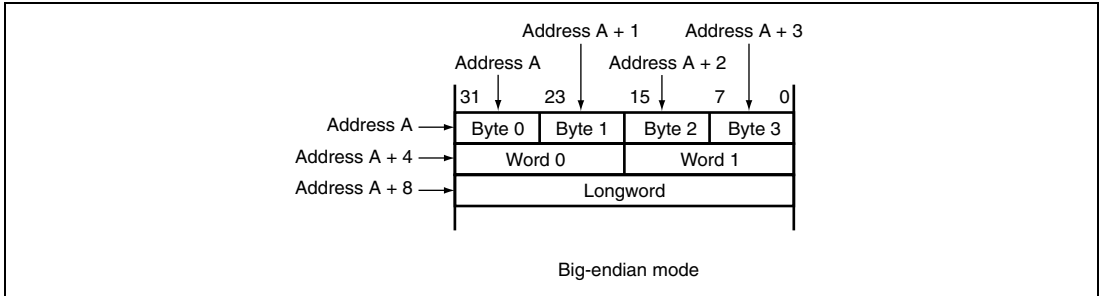 Address A + 1 Address A + 3
Address A Address A + 2
31 23 15 7 0
Address A Byte 0 Byte 1 Byte 2 Byte 3
Address A + 4 Word 0 Word 1
Address A + 8 Longword
Big-endian mode